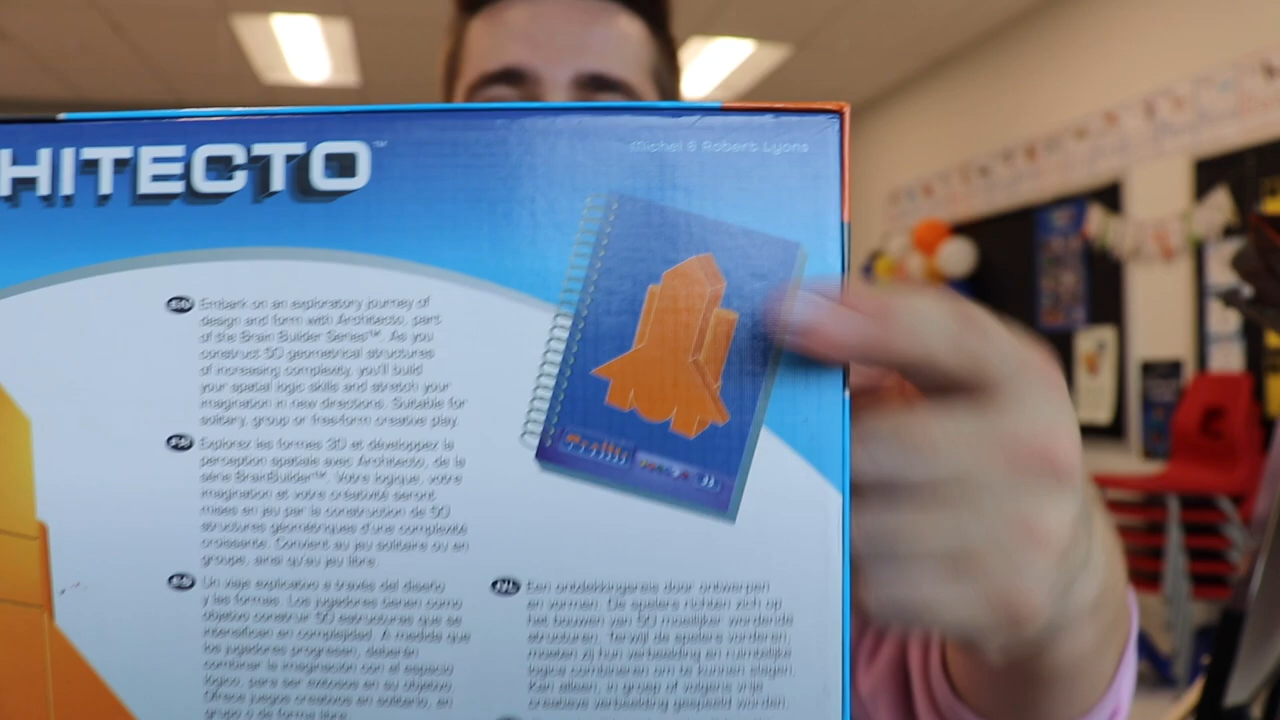 HITECTO™
Michel & Robert Lyons
EN Embark on an exploratory journey of
design and form with Architecto, part
of the Brain Builder Series™. As you
construct 50 geometrical structures
of increasing complexity, you'll build
your spatial logic skills and stretch your
imagination in new directions. Suitable for
solitary, group or freeform creative play.
FR Explorez les formes 3D et développez la
perception spatiale avec Architecto, de la
série BrainBuilder™. Votre logique, votre
imagination et votre créativité seront
mises en jeu par la construction de 50
structures géométriques d'une complexité
croissante. Convient au jeu solitaire ou en
groupe, ainsi qu'au jeu libre.
ES Un viaje explicativo a través del diseño
y las formas. Los jugadores tienen como
objetivo construir 50 estructuras que se
intensifican en complejidad. A medida que
los jugadores progresen, deberán
combinar la imaginación con el espacio
lógico, para ser exitosos en su objetivo.
Ofrece juegos creativos en solitario, en
grupo o de forma libre.
NL Een ontdekkingsreis door ontwerpen
en vormen. De spelers richten zich op
het bouwen van 50 moeilijker wordende
structuren. Terwijl de spelers vorderen,
moeten zij hun verbeelding en ruimtelijke
logica combineren om te kunnen slagen.
Kan alleen, in groep of volgens vrije
creatieve verbeelding gespeeld worden.